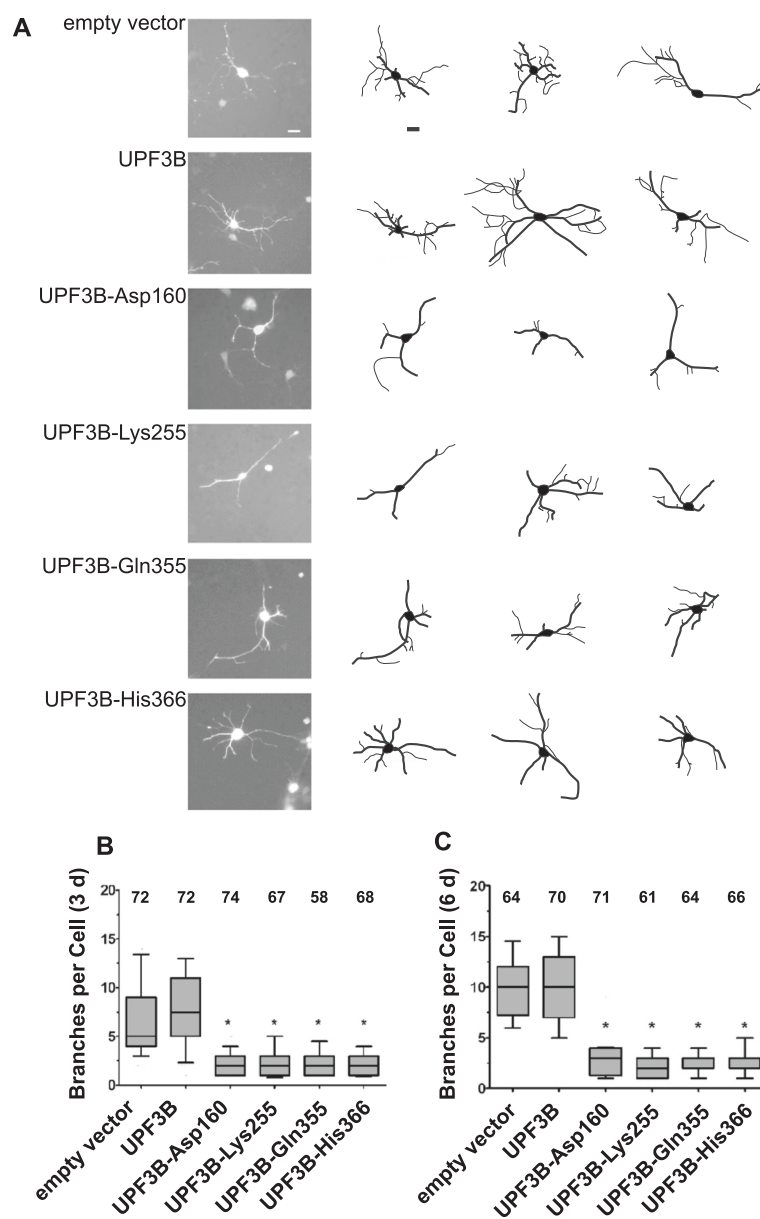 A
empty vector
UPF3B
UPF3B-Asp160
UPF3B-Lys255
UPF3B-Gln355
UPF3B-His366
B
Branches per Cell (3 d)
20
15
10
5
0
72 72 74 67 58 68
* * * *
empty vector
UPF3B
UPF3B-Asp160
UPF3B-Lys255
UPF3B-Gln355
UPF3B-His366
C
Branches per Cell (6 d)
20
15
10
5
0
64 70 71 61 64 66
* * * *
empty vector
UPF3B
UPF3B-Asp160
UPF3B-Lys255
UPF3B-Gln355
UPF3B-His366